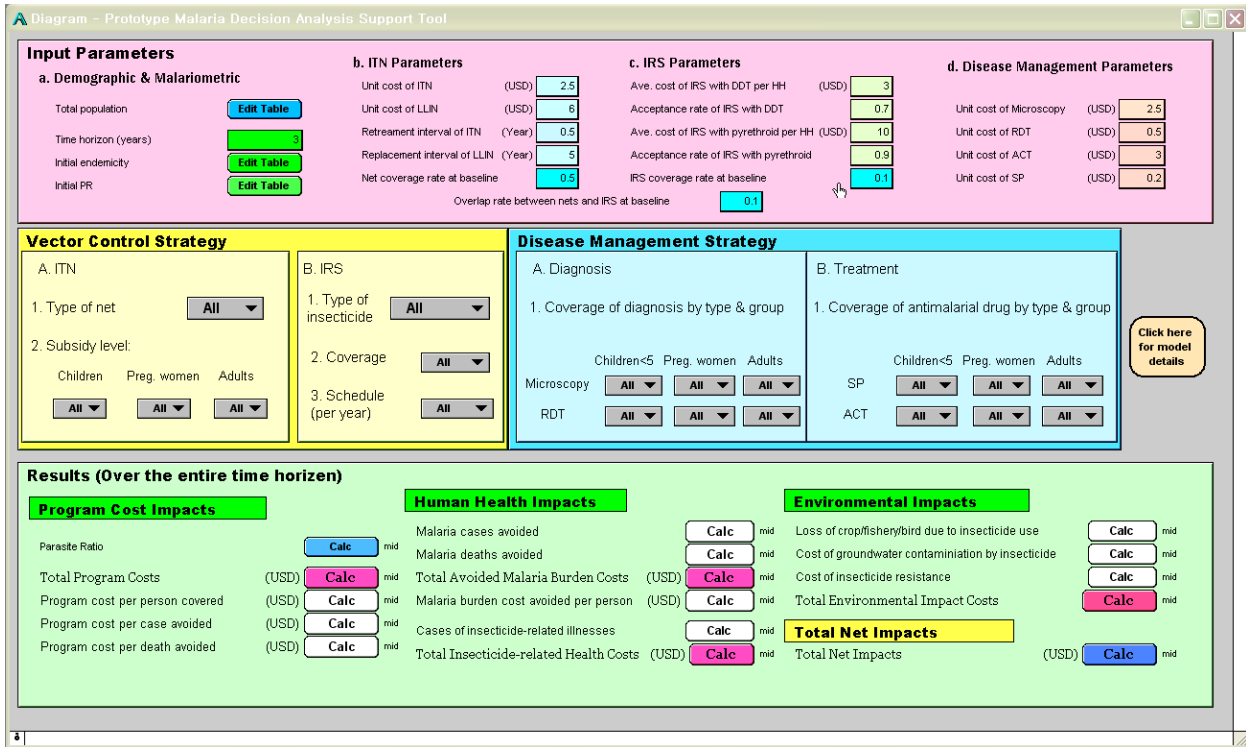 Diagram - Prototype Malaria Decision Analysis Support Tool
Input Parameters
a. Demographic & Malariometric
Total population Edit Table
Time horizon (years) 3
Initial endemicity Edit Table
Initial PR Edit Table
b. ITN Parameters
Unit cost of ITN (USD) 2.5
Unit cost of LLIN (USD) 6
Retreament interval of ITN (Year) 0.5
Replacement interval of LLIN (Year) 5
Net coverage rate at baseline 0.5
c. IRS Parameters
Ave. cost of IRS with DDT per HH (USD) 3
Acceptance rate of IRS with DDT 0.7
Ave. cost of IRS with pyrethroid per HH (USD) 10
Acceptance rate of IRS with pyrethroid 0.9
IRS coverage rate at baseline 0.1
Overlap rate between nets and IRS at baseline 0.1
d. Disease Management Parameters
Unit cost of Microscopy (USD) 2.5
Unit cost of RDT (USD) 0.5
Unit cost of ACT (USD) 3
Unit cost of SP (USD) 0.2
Vector Control Strategy
A. ITN
1. Type of net All
2. Subsidy level:
Children Preg. women Adults
All All All
B. IRS
1. Type of
insecticide All
2. Coverage All
3. Schedule
(per year) All
Disease Management Strategy
A. Diagnosis
1. Coverage of diagnosis by type & group
Children<5 Preg. women Adults
Microscopy All All All
RDT All All All
B. Treatment
1. Coverage of antimalarial drug by type & group
Children<5 Preg. women Adults
SP All All All
ACT All All All
Click here
for model
details
Results (Over the entire time horizen)
Program Cost Impacts
Parasite Ratio Calc mid
Total Program Costs (USD) Calc mid
Program cost per person covered (USD) Calc mid
Program cost per case avoided (USD) Calc mid
Program cost per death avoided (USD) Calc mid
Human Health Impacts
Malaria cases avoided Calc mid
Malaria deaths avoided Calc mid
Total Avoided Malaria Burden Costs (USD) Calc mid
Malaria burden cost avoided per person (USD) Calc mid
Cases of insecticide-related illnesses Calc mid
Total Insecticide-related Health Costs (USD) Calc mid
Environmental Impacts
Loss of crop/fishery/bird due to insecticide use Calc mid
Cost of groundwater contaminiation by insecticide Calc mid
Cost of insecticide resistance Calc mid
Total Environmental Impact Costs Calc mid
Total Net Impacts
Total Net Impacts (USD) Calc mid